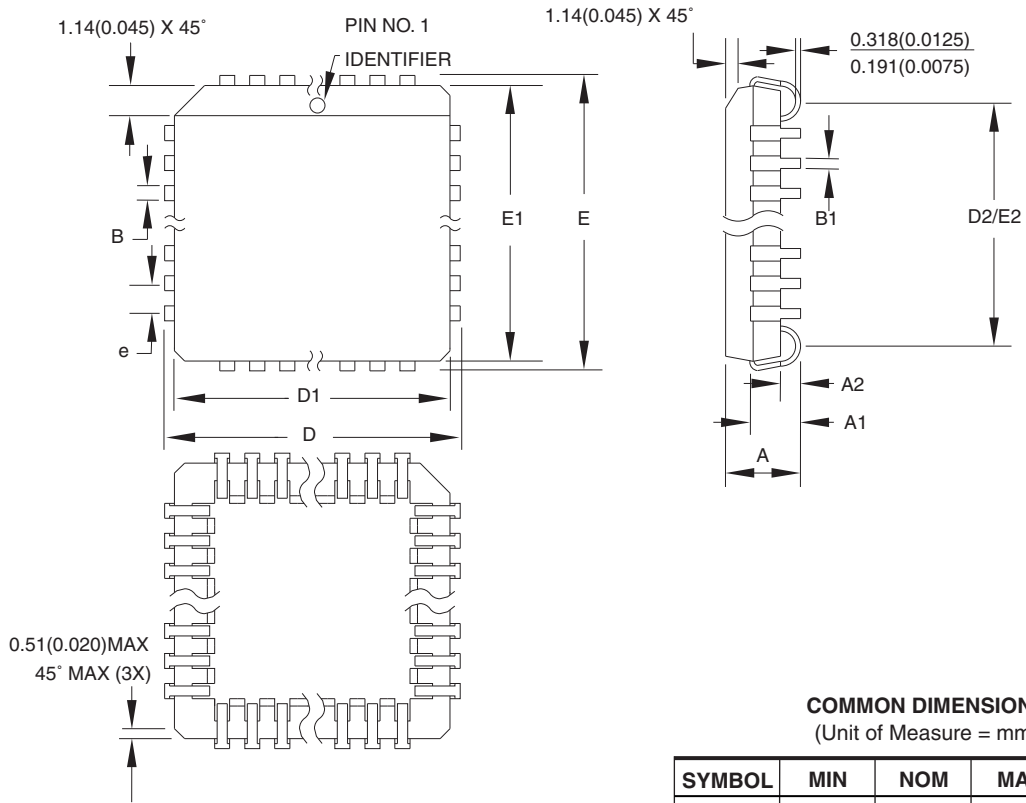 1.14(0.045) X 45˚
PIN NO. 1
IDENTIFIER
1.14(0.045) X 45˚
0.318(0.0125)
0.191(0.0075)
B
e
E1
E
B1
D2/E2
D1
D
A2
A1
A
0.51(0.020)MAX
45˚ MAX (3X)
COMMON DIMENSION
(Unit of Measure = mm
SYMBOL MIN NOM MA